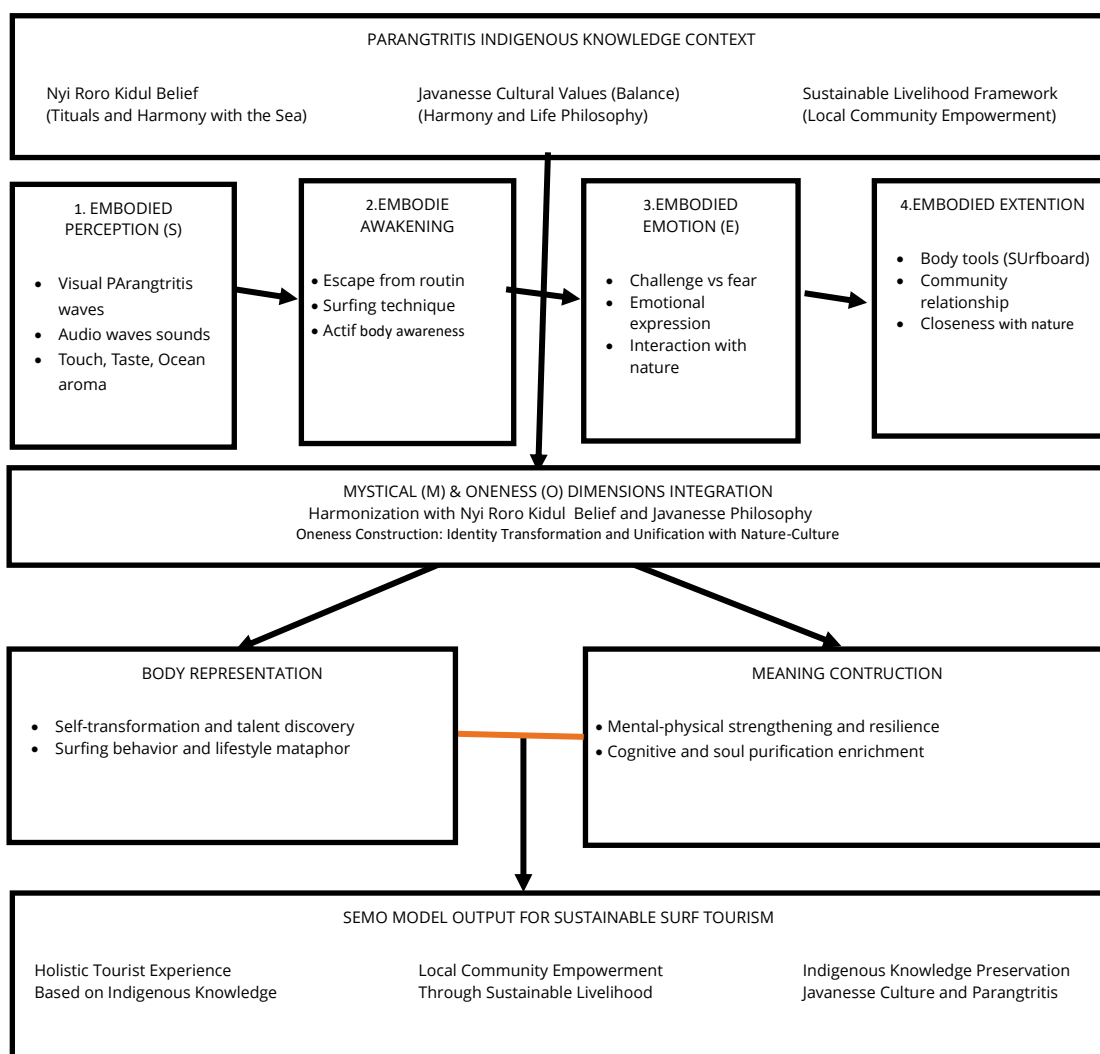 PARANGTRITIS INDIGENOUS KNOWLEDGE CONTEXT
Nyi Roro Kidul Belief
(Tituals and Harmony with the Sea)
Javanesse Cultural Values (Balance)
(Harmony and Life Philosophy)
Sustainable Livelihood Framework
(Local Community Empowerment)
1. EMBODIED
PERCEPTION (S)
• Visual PArangtritis
waves
• Audio waves sounds
• Touch, Taste, Ocean
aroma
2.EMBODIE
AWAKENING
• Escape from routin
• Surfing technique
• Actif body awareness
3.EMBODIED
EMOTION (E)
• Challenge vs fear
• Emotional
expression
• Interaction with
nature
4.EMBODIED EXTENTION
• Body tools (SUrfboard)
• Community
relationship
• Closeness with nature
MYSTICAL (M) & ONENESS (O) DIMENSIONS INTEGRATION
Harmonization with Nyi Roro Kidul Belief and Javanesse Philosophy
Oneness Construction: Identity Transformation and Unification with Nature-Culture
BODY REPRESENTATION
• Self-transformation and talent discovery
• Surfing behavior and lifestyle mataphor
MEANING CONTRUCTION
• Mental-physical strengthening and resilience
• Cognitive and soul purification enrichment
SEMO MODEL OUTPUT FOR SUSTAINABLE SURF TOURISM
Holistic Tourist Experience
Based on Indigenous Knowledge
Local Community Empowerment
Through Sustainable Livelihood
Indigenous Knowledge Preservation
Javanesse Culture and Parangtritis